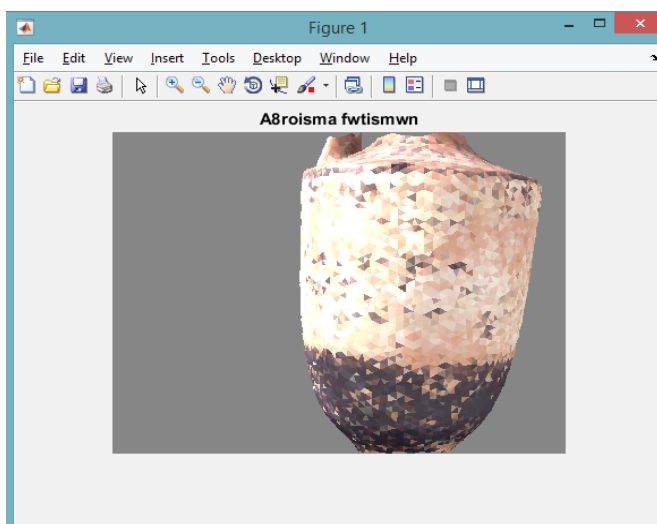 Figure 1
File Edit View Insert Tools Desktop Window Help
A8roisma fwtismwn